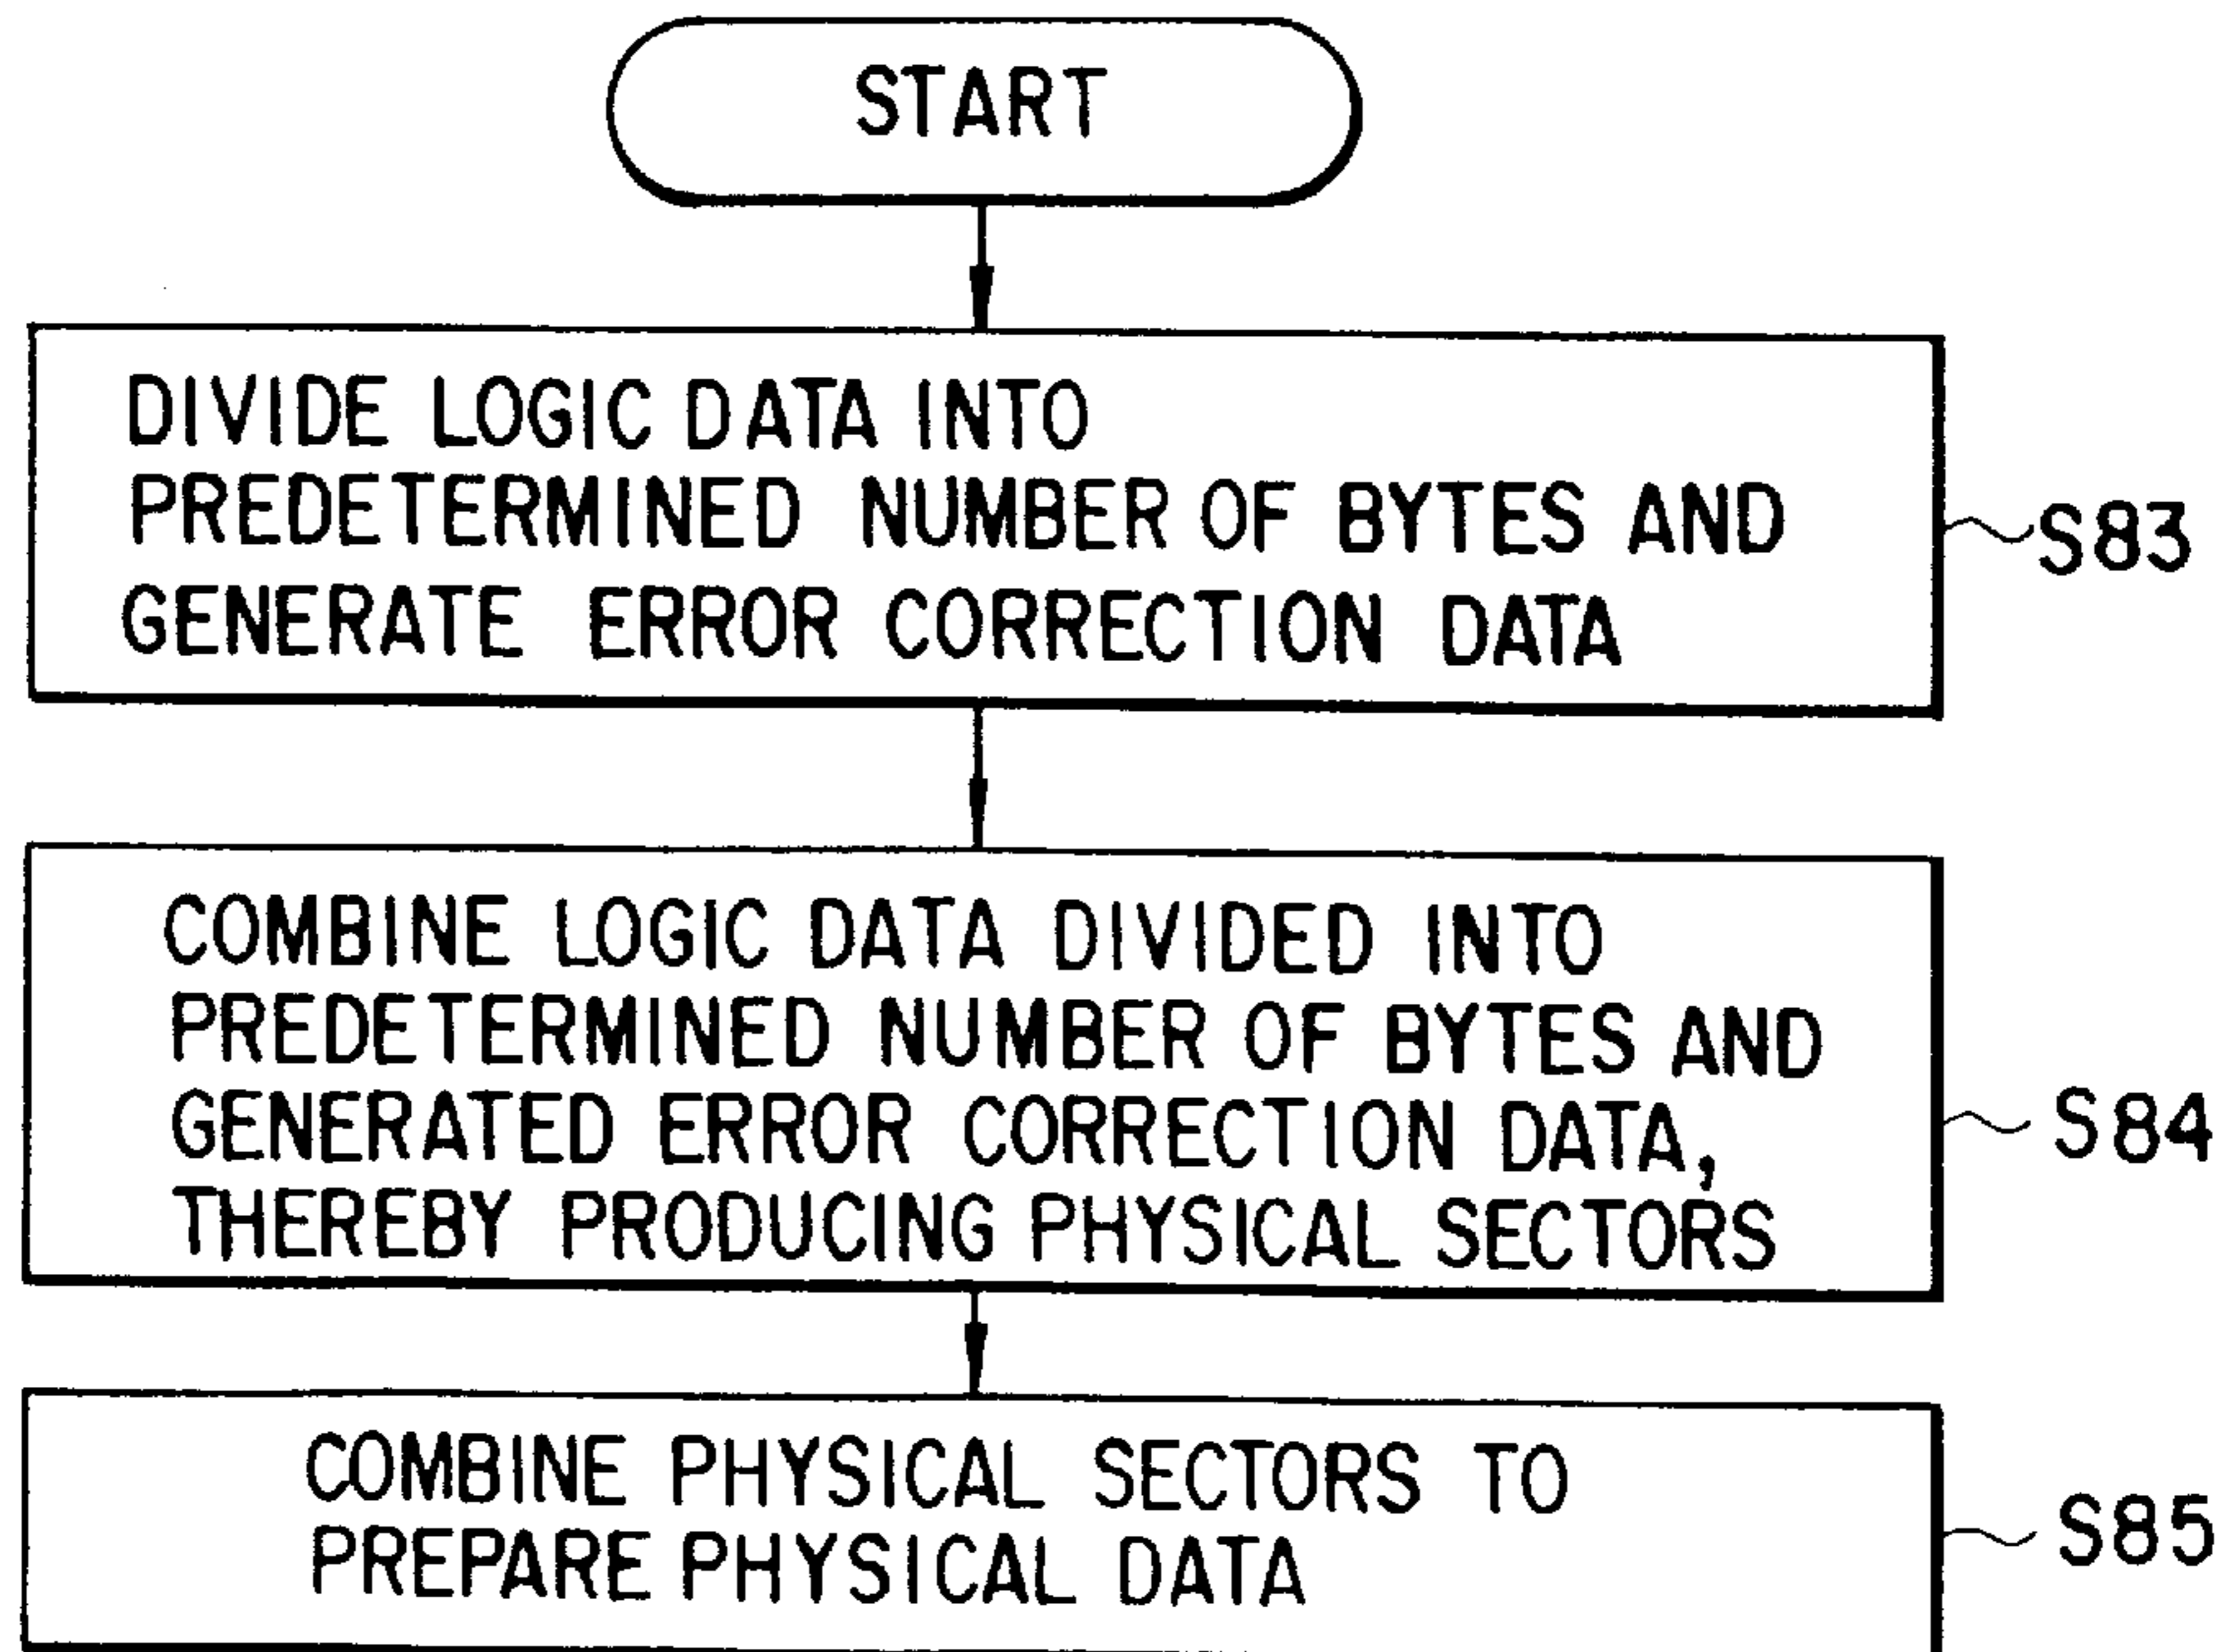 START
DIVIDE LOGIC DATA INTO
PREDETERMINED NUMBER OF BYTES AND
GENERATE ERROR CORRECTION DATA
S83
COMBINE LOGIC DATA DIVIDED INTO
PREDETERMINED NUMBER OF BYTES AND
GENERATED ERROR CORRECTION DATA,
THEREBY PRODUCING PHYSICAL SECTORS
S84
COMBINE PHYSICAL SECTORS TO
PREPARE PHYSICAL DATA
S85